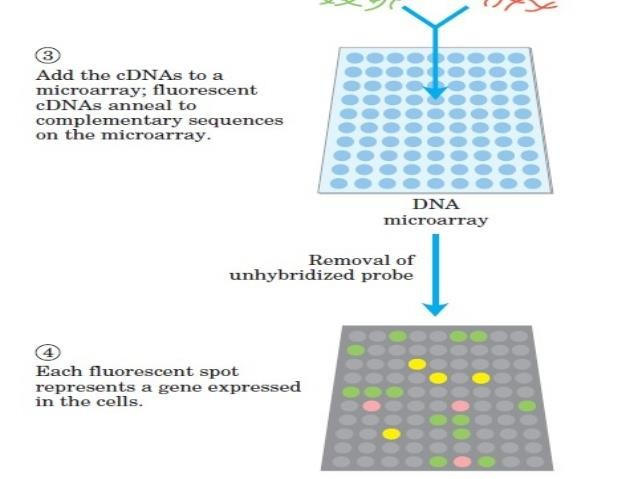 ③
Add the cDNAs to a
microarray; fluorescent
cDNAs anneal to
complementary sequences
on the microarray.
DNA
microarray
Removal of
unhybridized probe
④
Each fluorescent spot
represents a gene expressed
in the cells.